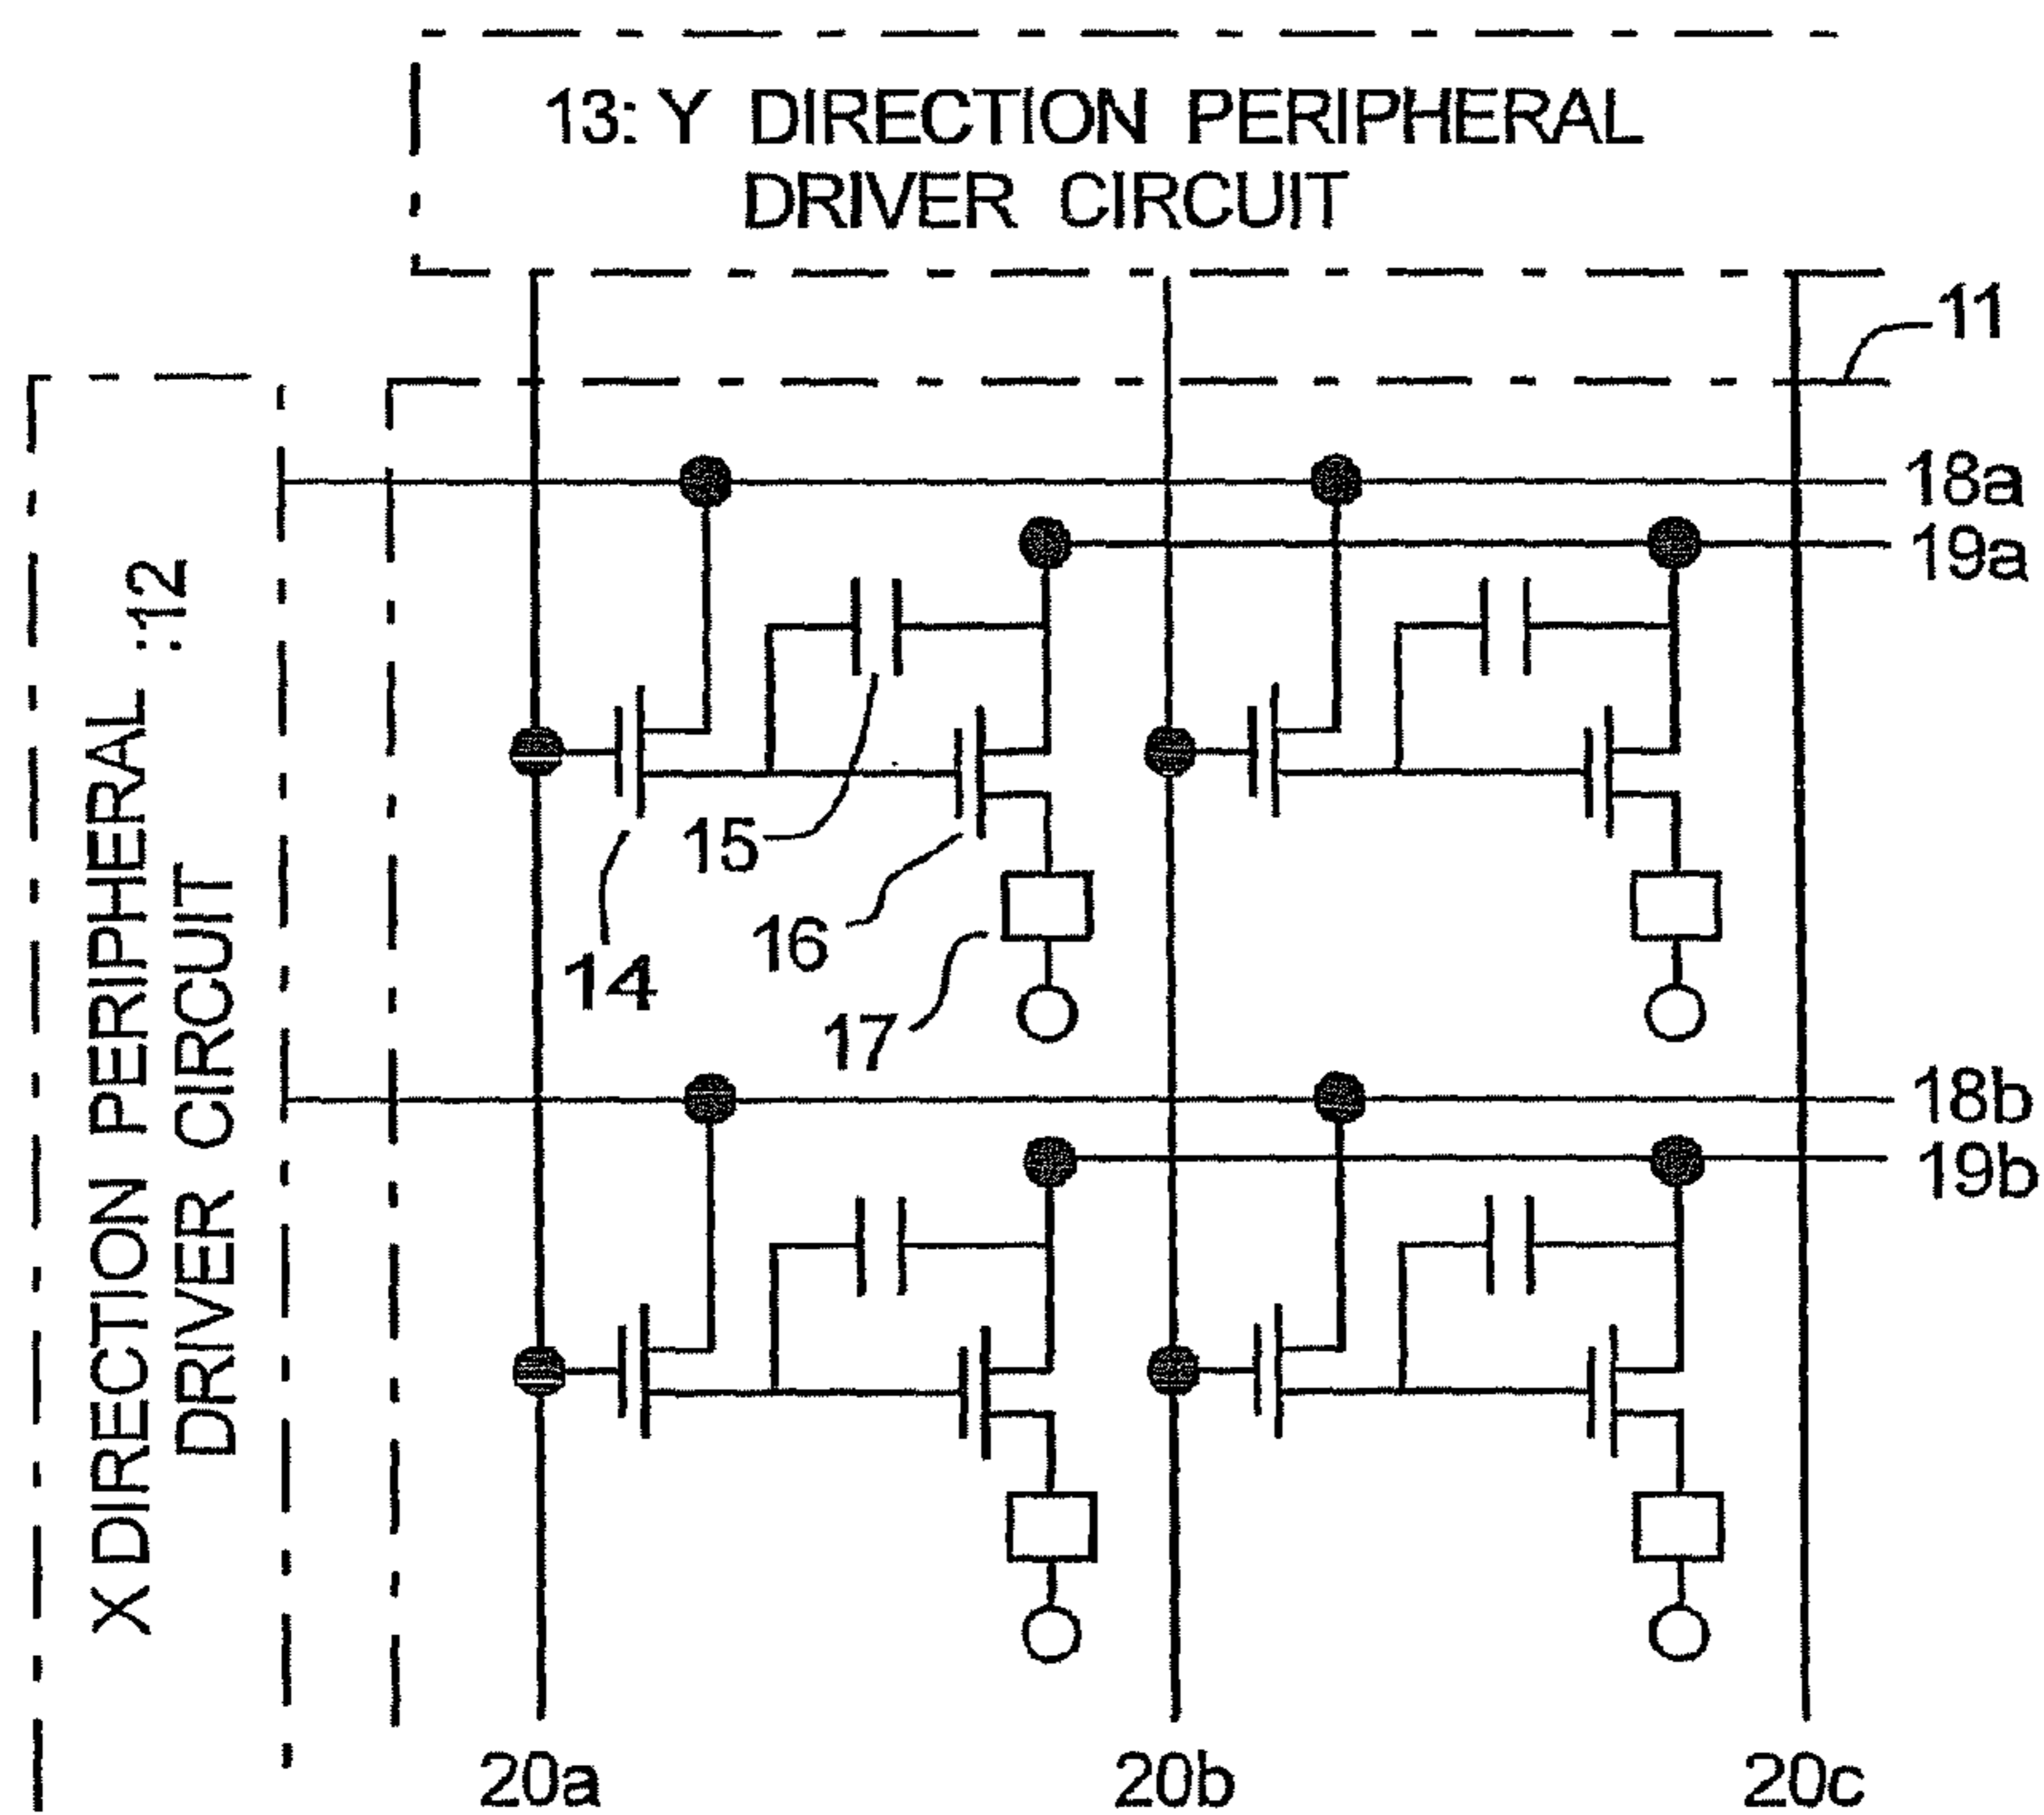 13: Y DIRECTION PERIPHERAL
DRIVER CIRCUIT
11
X DIRECTION PERIPHERAL :12
DRIVER CIRCUIT
18a
19a
15
14
16
17
18b
19b
20a
20b
20c